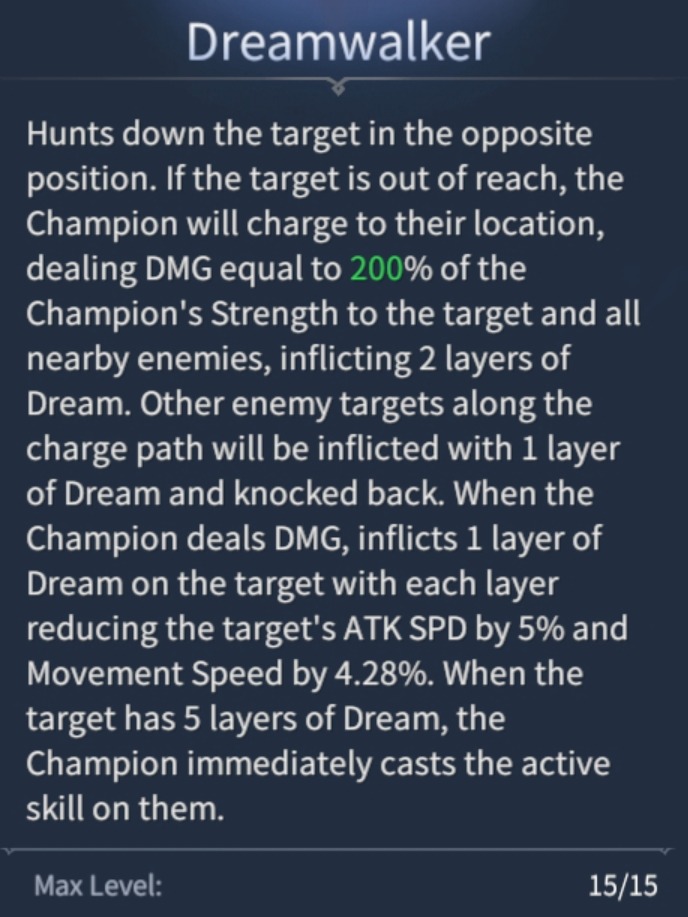 Dreamwalker
Hunts down the target in the opposite
position. If the target is out of reach, the
Champion will charge to their location,
dealing DMG equal to 200% of the
Champion's Strength to the target and all
nearby enemies, inflicting 2 layers of
Dream. Other enemy targets along the
charge path will be inflicted with 1 layer
of Dream and knocked back. When the
Champion deals DMG, inflicts 1 layer of
Dream on the target with each layer
reducing the target's ATK SPD by 5% and
Movement Speed by 4.28%. When the
target has 5 layers of Dream, the
Champion immediately casts the active
skill on them.
Max Level: 15/15